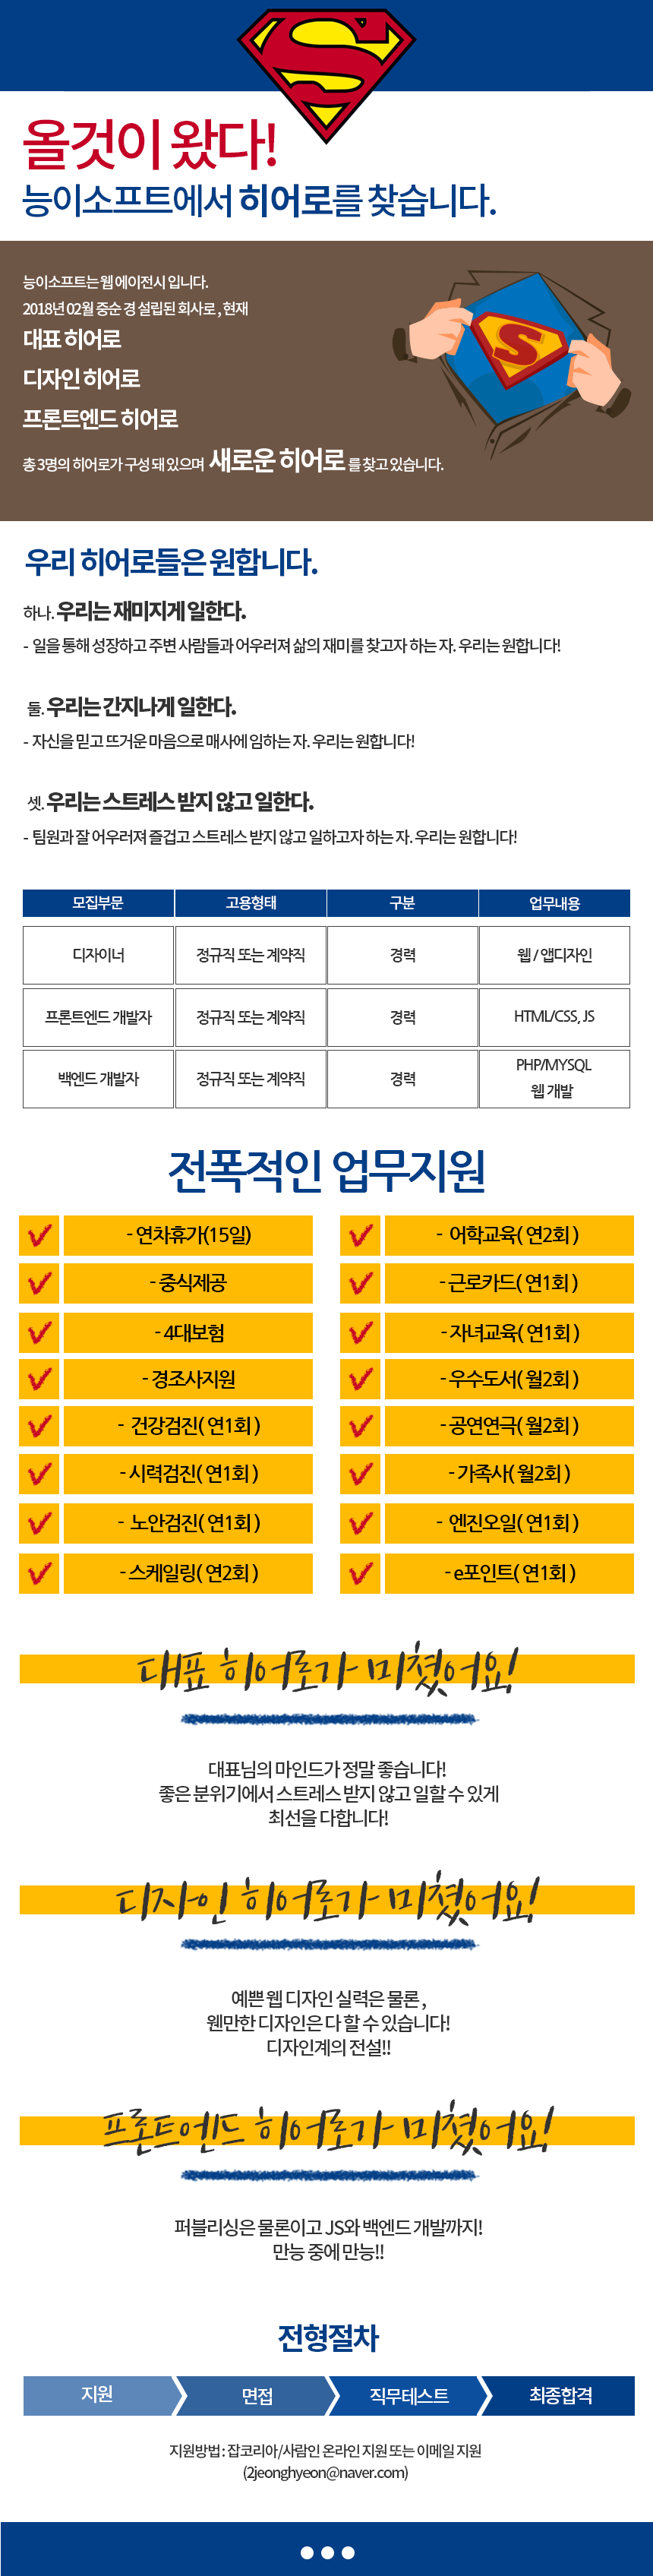 올것이 왔다!
능이소프트에서 히어로를 찾습니다.
능이소프트는 웹 에이전시 입니다.
2018년 02월 중순 경 설립된 회사로 , 현재
대표 히어로
디자인 히어로
프론트엔드 히어로
총 3명의 히어로가 구성 돼 있으며 새로운 히어로 를 찾고 있습니다.
우리 히어로들은 원합니다.
하나. 우리는 재미지게 일한다.
- 일을 통해 성장하고 주변 사람들과 어우러져 삶의 재미를 찾고자 하는 자. 우리는 원합니다!
둘. 우리는 간지나게 일한다.
- 자신을 믿고 뜨거운 마음으로 매사에 임하는 자. 우리는 원합니다!
셋. 우리는 스트레스 받지 않고 일한다.
- 팀원과 잘 어우러져 즐겁고 스트레스 받지 않고 일하고자 하는 자. 우리는 원합니다!
모집부문 고용형태 구분 업무내용
디자이너 정규직 또는 계약직 경력 웹 / 앱디자인
프론트엔드 개발자 정규직 또는 계약직 경력 HTML/CSS, JS
백엔드 개발자 정규직 또는 계약직 경력 PHP/MYSQL
웹 개발
전폭적인 업무지원
- 연차휴가(15일) - 어학교육( 연2회 )
- 중식제공 - 근로카드( 연1회 )
- 4대보험 - 자녀교육( 연1회 )
- 경조사지원 - 우수도서( 월2회 )
- 건강검진( 연1회 ) - 공연연극( 월2회 )
- 시력검진( 연1회 ) - 가족사( 월2회 )
- 노안검진( 연1회 ) - 엔진오일( 연1회 )
- 스케일링( 연2회 ) - e포인트( 연1회 )
대표 히어로가 미쳤어요!
대표님의 마인드가 정말 좋습니다!
좋은 분위기에서 스트레스 받지 않고 일할 수 있게
최선을 다합니다!
디자인 히어로가 미쳤어요!
예쁜 웹 디자인 실력은 물론 ,
웬만한 디자인은 다 할 수 있습니다!
디자인계의 전설!!
프론트엔드 히어로가 미쳤어요!
퍼블리싱은 물론이고 JS와 백엔드 개발까지!
만능 중에 만능!!
전형절차
지원 면접 직무테스트 최종합격
지원방법 : 잡코리아/사람인 온라인 지원 또는 이메일 지원
(2jeonghyeon@naver.com)